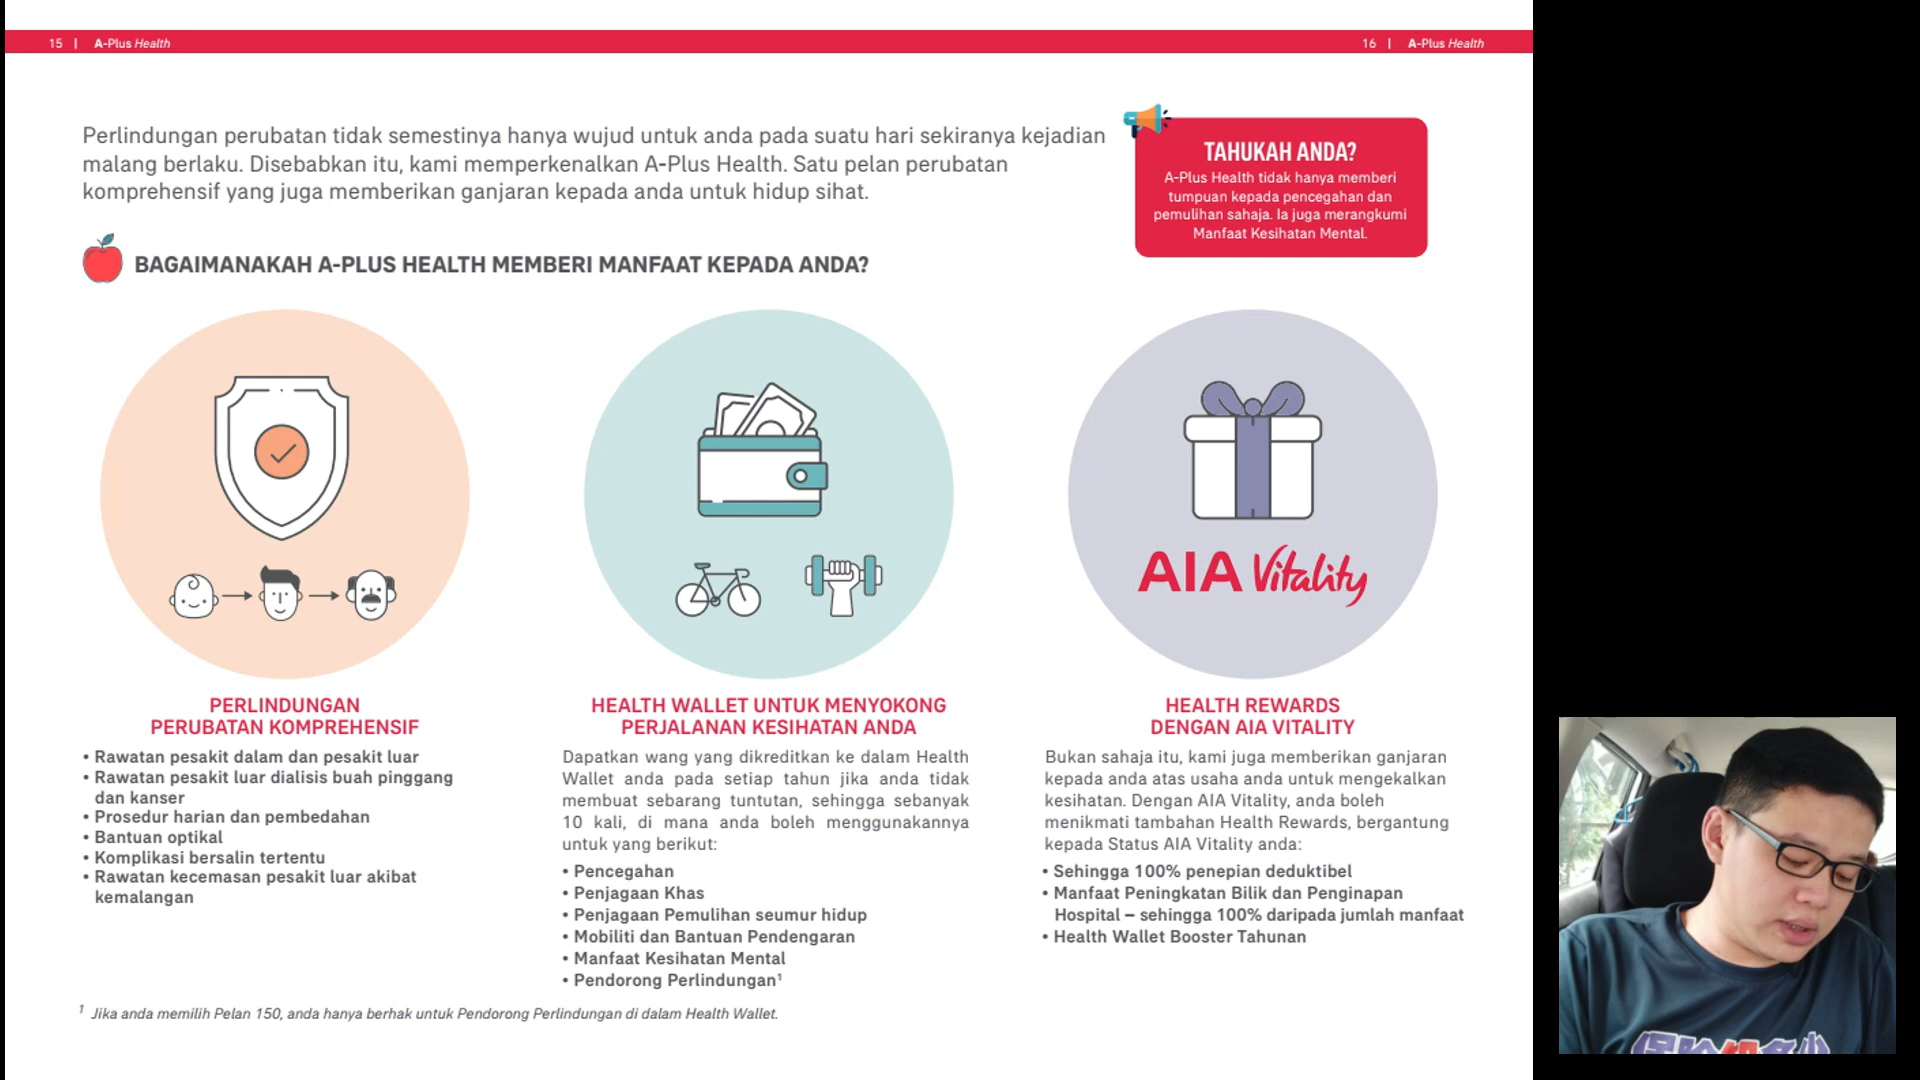 15 | A-Plus Health
16 | A-Plus Health
Perlindungan perubatan tidak semestinya hanya wujud untuk anda pada suatu hari sekiranya kejadian
malang berlaku. Disebabkan itu, kami memperkenalkan A-Plus Health. Satu pelan perubatan
komprehensif yang juga memberikan ganjaran kepada anda untuk hidup sihat.
TAHUKAH ANDA?
A-Plus Health tidak hanya memberi
tumpuan kepada pencegahan dan
pemulihan sahaja. Ia juga merangkumi
Manfaat Kesihatan Mental.
BAGAIMANAKAH A-PLUS HEALTH MEMBERI MANFAAT KEPADA ANDA?
PERLINDUNGAN
PERUBATAN KOMPREHENSIF
• Rawatan pesakit dalam dan pesakit luar
• Rawatan pesakit luar dialisis buah pinggang
dan kanser
• Prosedur harian dan pembedahan
• Bantuan optikal
• Komplikasi bersalin tertentu
• Rawatan kecemasan pesakit luar akibat
kemalangan
HEALTH WALLET UNTUK MENYOKONG
PERJALANAN KESIHATAN ANDA
Dapatkan wang yang dikreditkan ke dalam Health
Wallet anda pada setiap tahun jika anda tidak
membuat sebarang tuntutan, sehingga sebanyak
10 kali, di mana anda boleh menggunakannya
untuk yang berikut:
• Pencegahan
• Penjagaan Khas
• Penjagaan Pemulihan seumur hidup
• Mobiliti dan Bantuan Pendengaran
• Manfaat Kesihatan Mental
• Pendorong Perlindungan¹
AIA Vitality
HEALTH REWARDS
DENGAN AIA VITALITY
Bukan sahaja itu, kami juga memberikan ganjaran
kepada anda atas usaha anda untuk mengekalkan
kesihatan. Dengan AIA Vitality, anda boleh
menikmati tambahan Health Rewards, bergantung
kepada Status AIA Vitality anda:
• Sehingga 100% penepian deduktibel
• Manfaat Peningkatan Bilik dan Penginapan
Hospital – sehingga 100% daripada jumlah manfaat
• Health Wallet Booster Tahunan
¹ Jika anda memilih Pelan 150, anda hanya berhak untuk Pendorong Perlindungan di dalam Health Wallet.